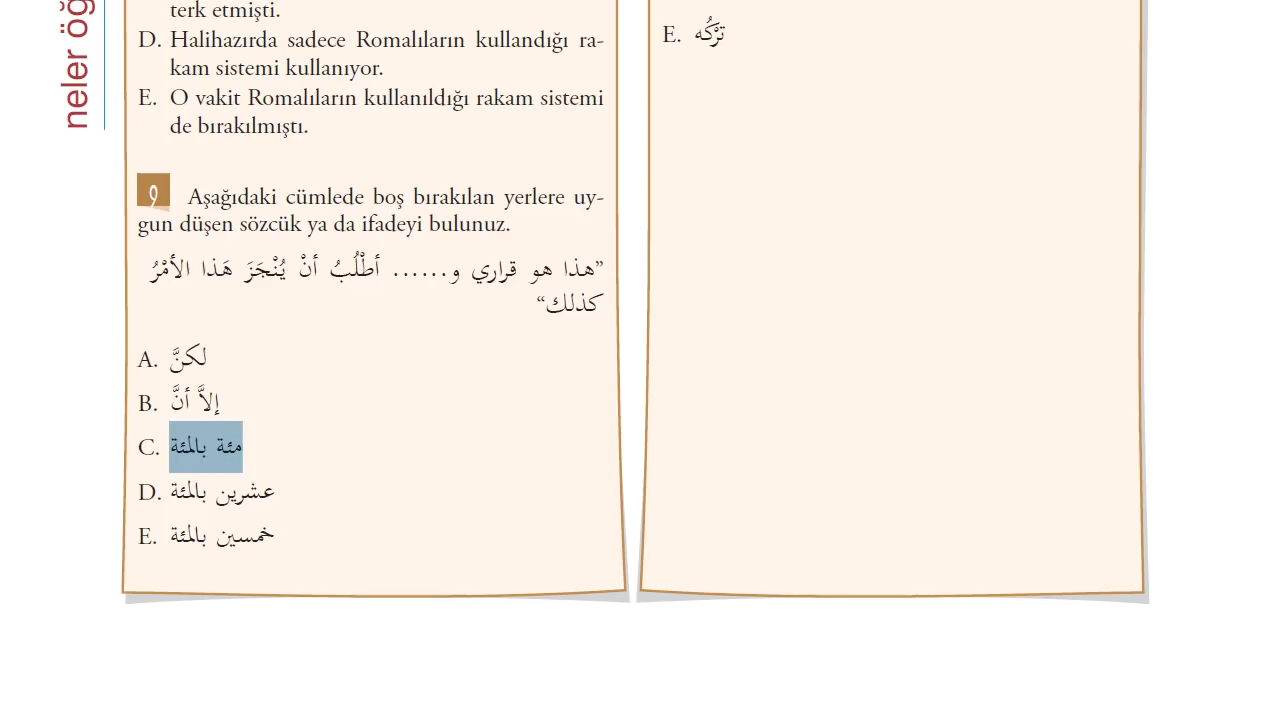 neler öğ
terk etmişti.
D. Halihazırda sadece Romalıların kullandığı ra-
kam sistemi kullanıyor.
E. O vakit Romalıların kullanıldığı rakam sistemi
de bırakılmıştı.
9 Aşağıdaki cümlede boş bırakılan yerlere uy-
gun düşen sözcük ya da ifadeyi bulunuz.
”هذا هو قراري و...... أطْلُبُ أنْ يُنْجَزَ هَذا الأمْرُ
كذلك“
A. لكنَّ
B. إلاَّ أنَّ
C. مئة بالمئة
D. عشرين بالمئة
E. خمسين بالمئة
E. تَرْكُه